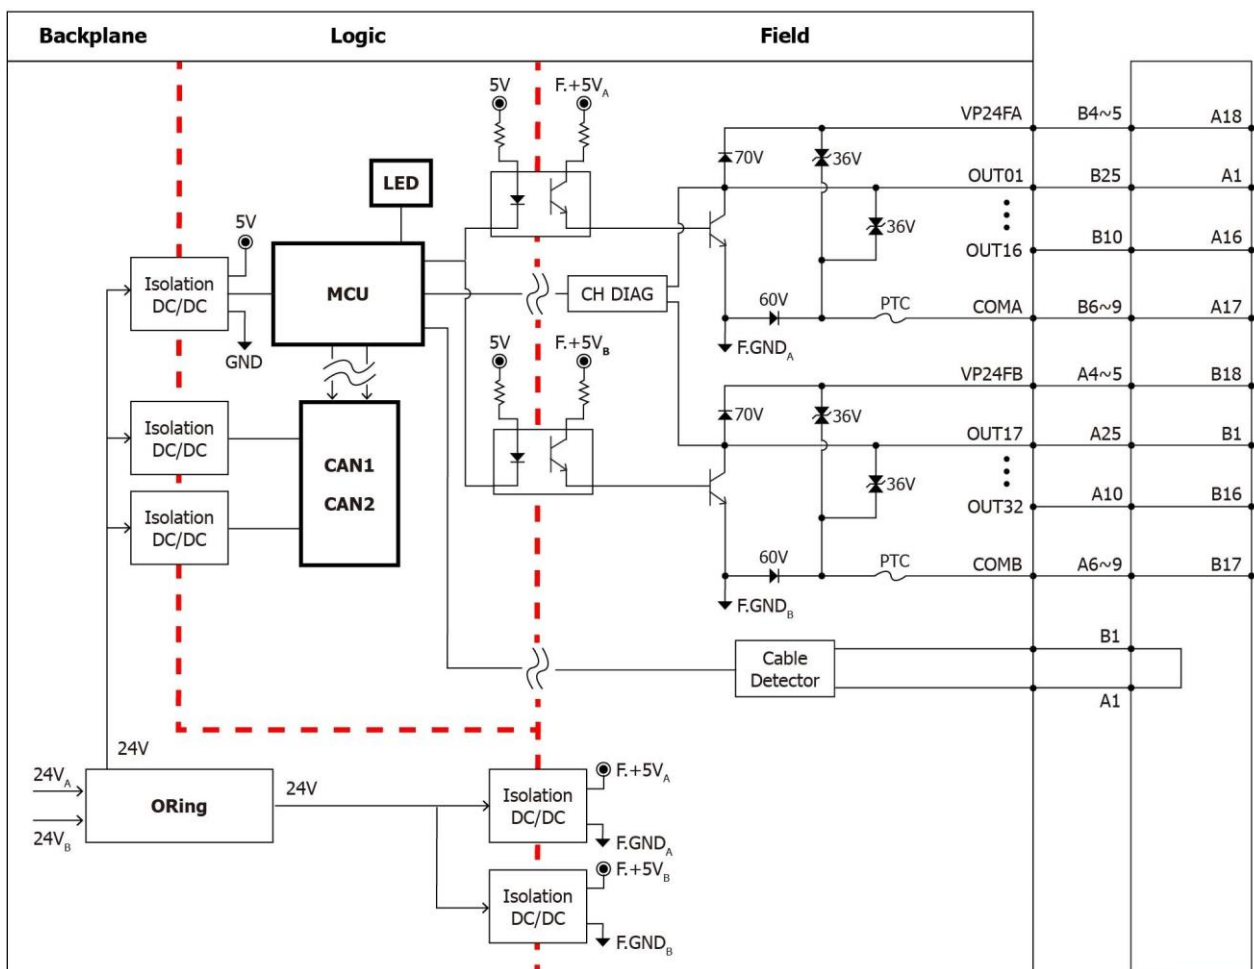 Backplane
Logic
Field
5V
F.+5VA
VP24FA
B4~5
A18
70V
36V
LED
OUT01
B25
A1
5V
36V
OUT16
B10
A16
Isolation
DC/DC
MCU
CH DIAG
60V
PTC
COMA
B6~9
A17
GND
5V
F.+5VB
F.GNDA
VP24FB
A4~5
B18
70V
36V
Isolation
DC/DC
OUT17
A25
B1
CAN1
36V
CAN2
OUT32
A10
B16
Isolation
DC/DC
60V
PTC
COMB
A6~9
B17
F.GNDB
B1
Cable
Detector
A1
24V
24VA
ORing
24V
24VB
Isolation
DC/DC
F.+5VA
F.GNDA
F.+5VB
Isolation
DC/DC
F.GNDB